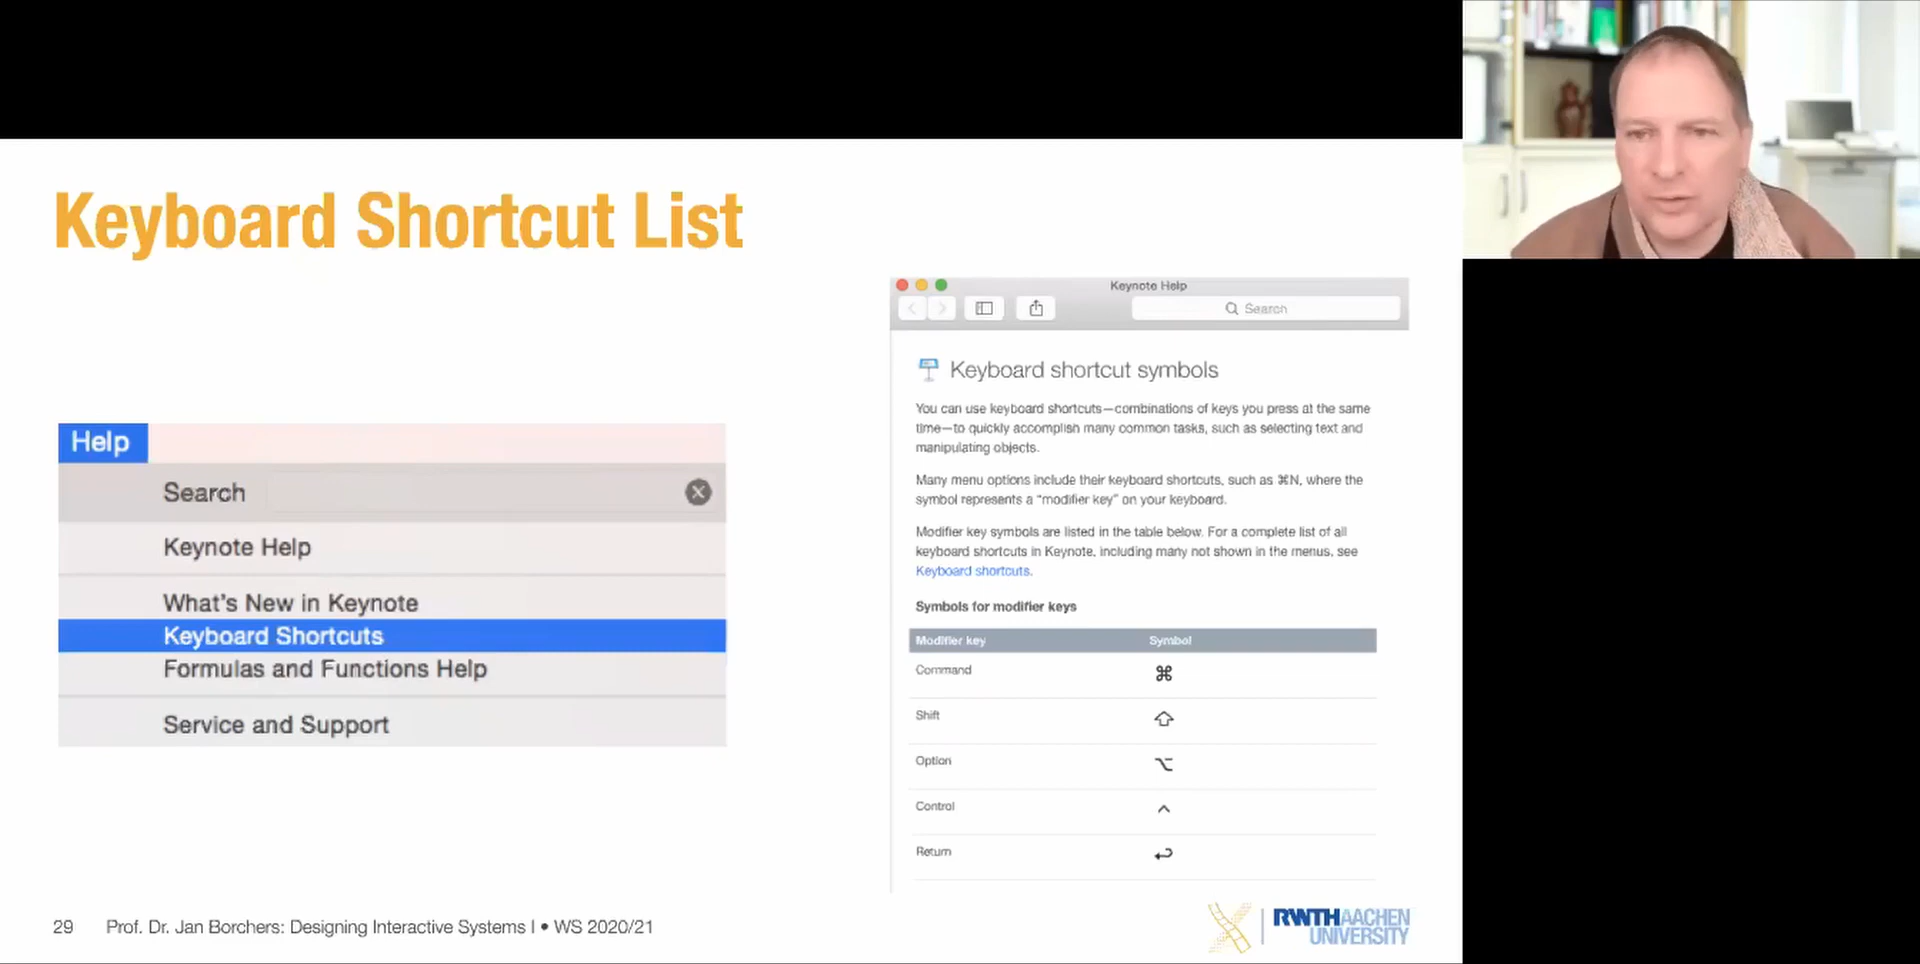 Keyboard Shortcut List
Help
Search
Keynote Help
What's New in Keynote
Keyboard Shortcuts
Formulas and Functions Help
Service and Support
Keynote Help
Search
Keyboard shortcut symbols
You can use keyboard shortcuts—combinations of keys you press at the same
time—to quickly accomplish many common tasks, such as selecting text and
manipulating objects.
Many menu options include their keyboard shortcuts, such as ⌘N, where the
symbol represents a "modifier key" on your keyboard.
Modifier key symbols are listed in the table below. For a complete list of all
keyboard shortcuts in Keynote, including many not shown in the menus, see
Keyboard shortcuts.
Symbols for modifier keys
Modifier key Symbol
Command ⌘
Shift ⇧
Option ⌥
Control ^
Return ↩
29 Prof. Dr. Jan Borchers: Designing Interactive Systems I • WS 2020/21
RWTH AACHEN
UNIVERSITY